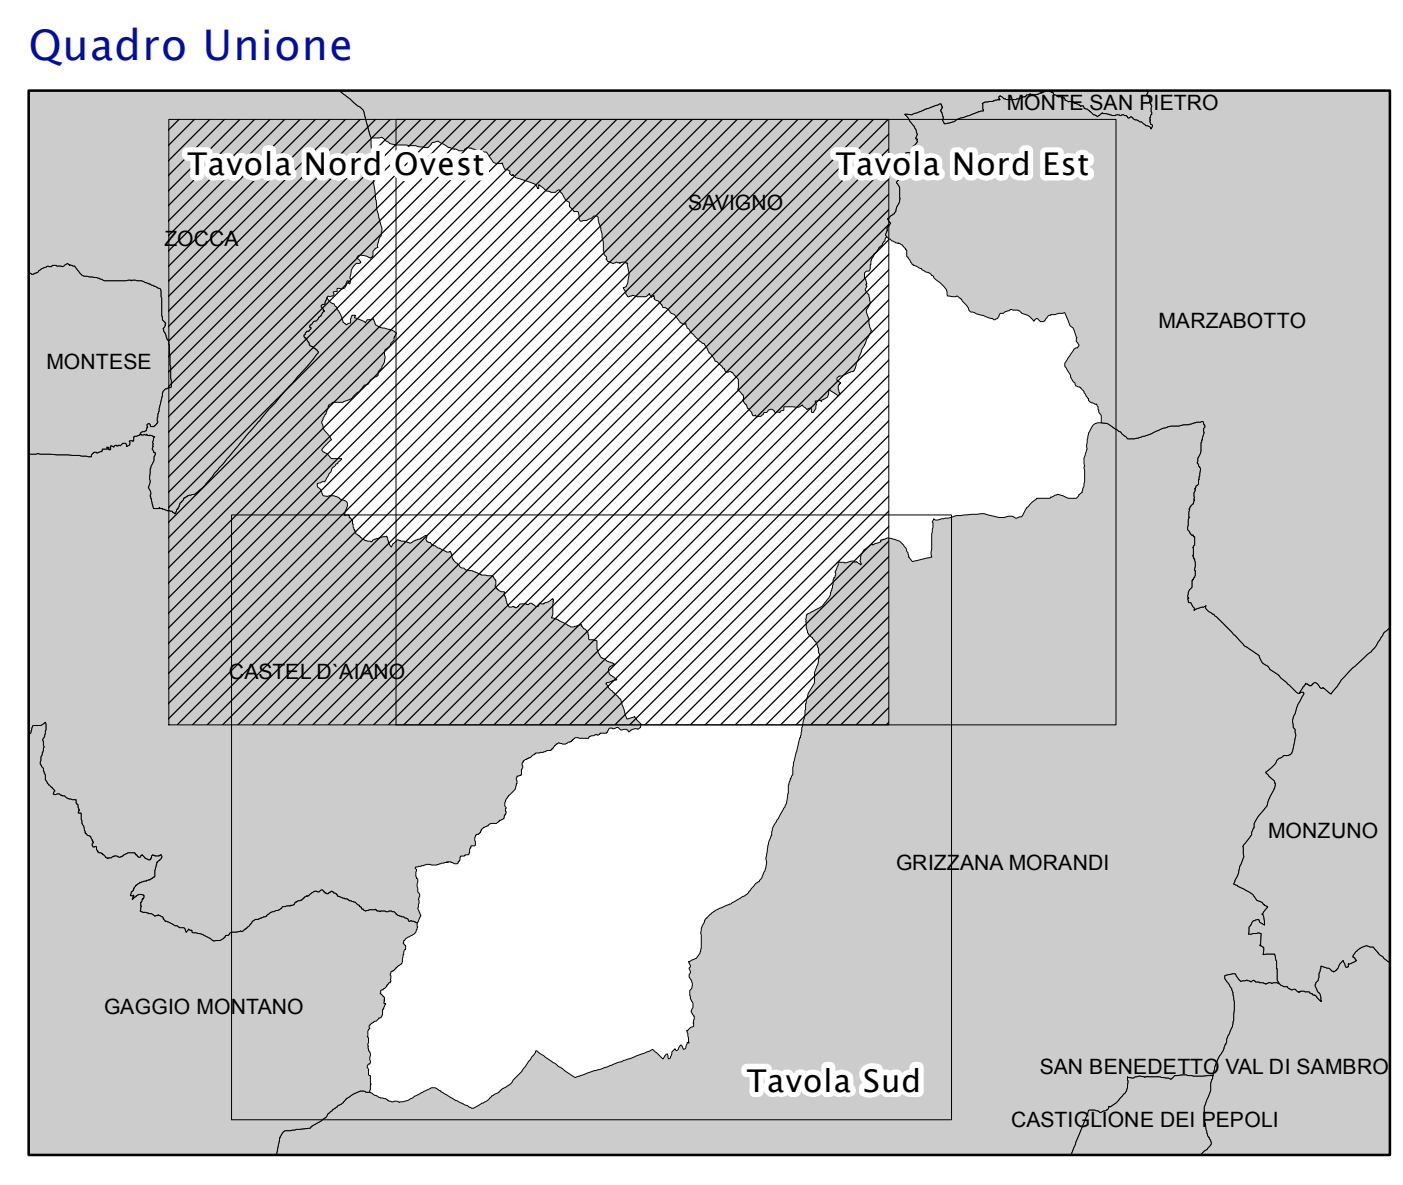 Quadro Unione
MONTE SAN PIETRO
Tavola Nord Ovest
Tavola Nord Est
SAVIGNO
ZOCCA
MARZABOTTO
MONTESE
CASTEL D`AIANO
MONZUNO
GRIZZANA MORANDI
GAGGIO MONTANO
SAN BENEDETTO VAL DI SAMBRO
Tavola Sud
CASTIGLIONE DEI PEPOLI